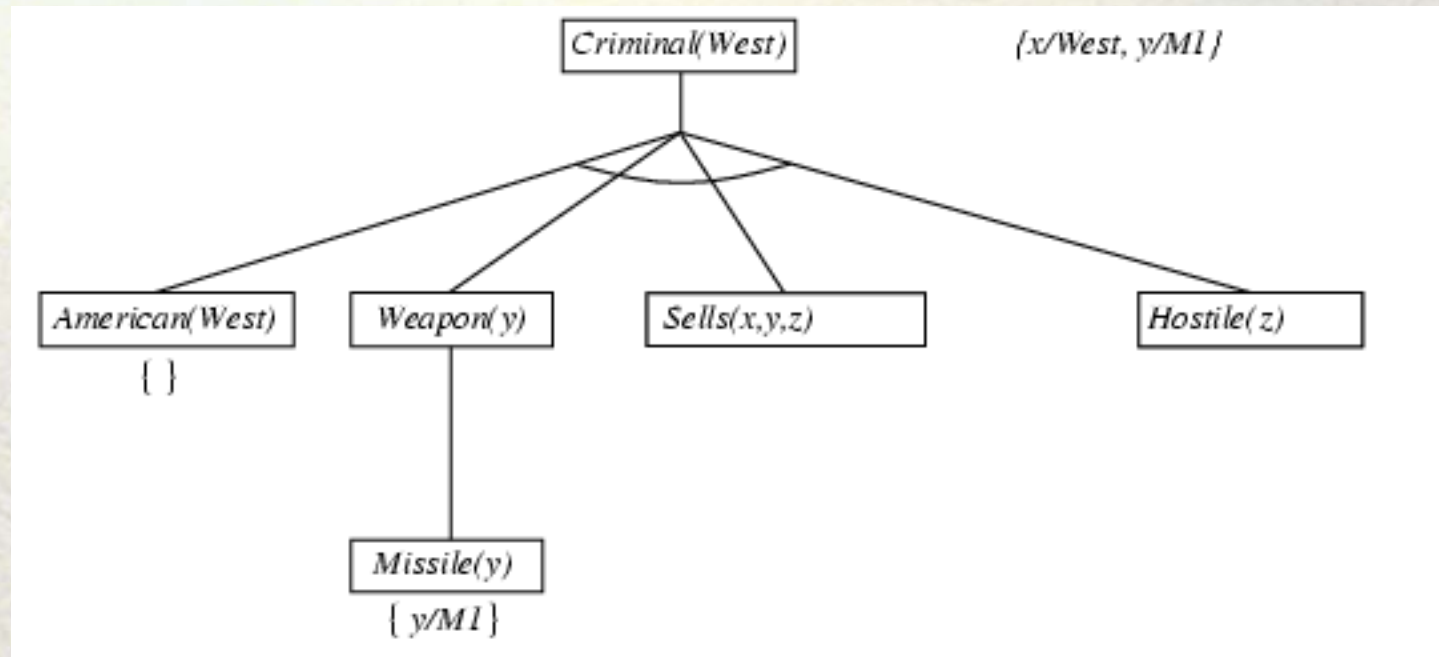 Criminal(West)
{x/West, y/M1}
American(West)
Weapon(y)
Sells(x,y,z)
Hostile(z)
{ }
Missile(y)
{ y/M1 }